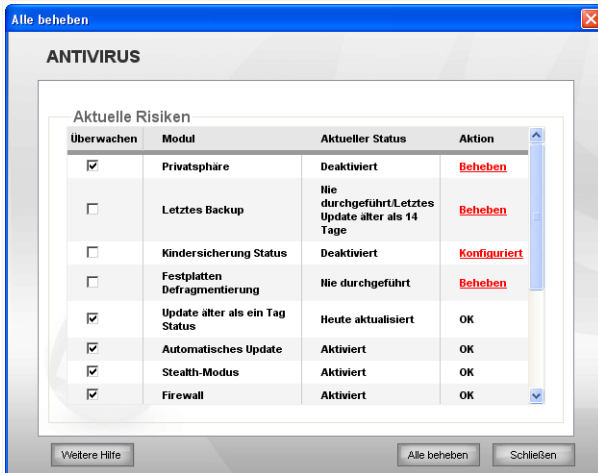 Alle beheben
ANTIVIRUS
Aktuelle Risiken
Überwachen Modul Aktueller Status Aktion
Privatsphäre Deaktiviert Beheben
Letztes Backup Nie durchgeführt/Letztes Update älter als 14 Tage Beheben
Kindersicherung Status Deaktiviert Konfiguriert
Festplatten Defragmentierung Nie durchgeführt Beheben
Update älter als ein Tag Status Heute aktualisiert OK
Automatisches Update Aktiviert OK
Stealth-Modus Aktiviert OK
Firewall Aktiviert OK
Weitere Hilfe Alle beheben Schließen